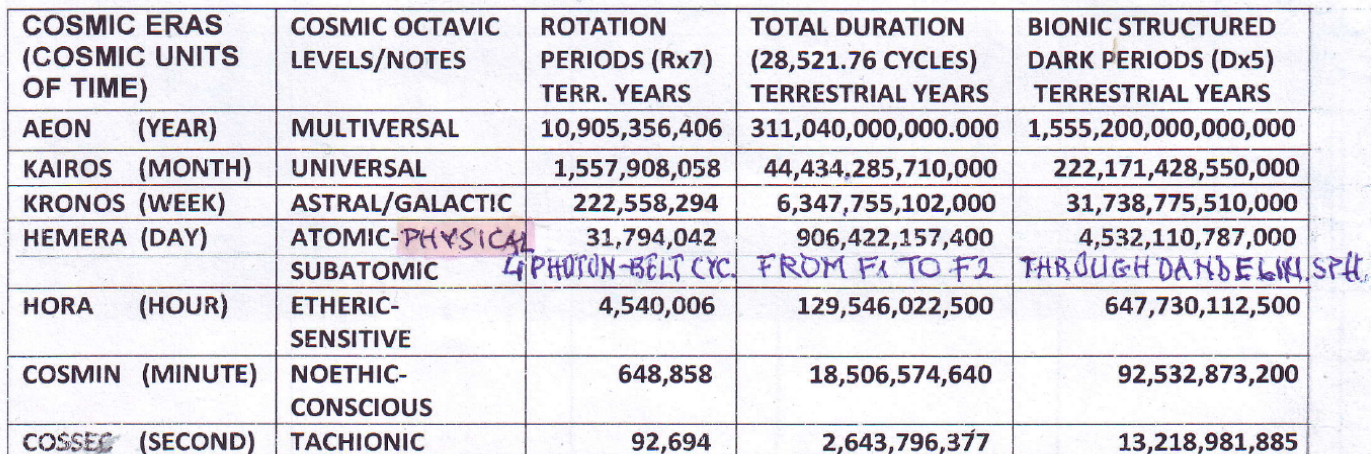 COSMIC ERAS (COSMIC UNITS OF TIME) COSMIC OCTAVIC LEVELS/NOTES ROTATION PERIODS (Rx7) TERR. YEARS TOTAL DURATION (28,521.76 CYCLES) TERRESTRIAL YEARS BIONIC STRUCTURED DARK PERIODS (Dx5) TERRESTRIAL YEARS
AEON (YEAR) MULTIVERSAL 10,905,356,406 311,040,000,000.000 1,555,200,000,000,000
KAIROS (MONTH) UNIVERSAL 1,557,908,058 44,434,285,710,000 222,171,428,550,000
KRONOS (WEEK) ASTRAL/GALACTIC 222,558,294 6,347,755,102,000 31,738,775,510,000
HEMERA (DAY) ATOMIC-PHYSICAL 31,794,042 906,422,157,400 4,532,110,787,000
SUBATOMIC 4 PHOTON-BELT CYC. FROM F1 TO F2 THROUGH DANDELIN. SPH.
HORA (HOUR) ETHERIC-SENSITIVE 4,540,006 129,546,022,500 647,730,112,500
COSMIN (MINUTE) NOETHIC-CONSCIOUS 648,858 18,506,574,640 92,532,873,200
COSSEC (SECOND) TACHIONIC 92,694 2,643,796,377 13,218,981,885